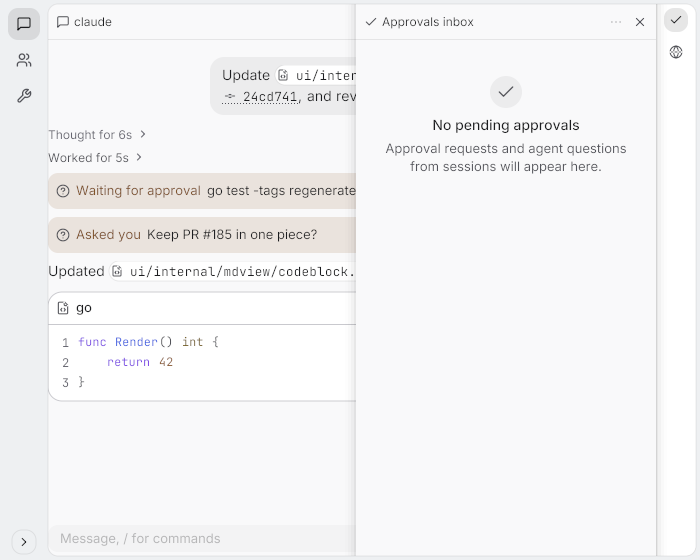 claude
Update ui/inter
24cd741, and rev
Thought for 6s
Worked for 5s
Waiting for approval go test -tags regenerate
Asked you Keep PR #185 in one piece?
Updated ui/internal/mdview/codeblock.
go
1 func Render() int {
2     return 42
3 }
Message, / for commands
Approvals inbox
No pending approvals
Approval requests and agent questions
from sessions will appear here.